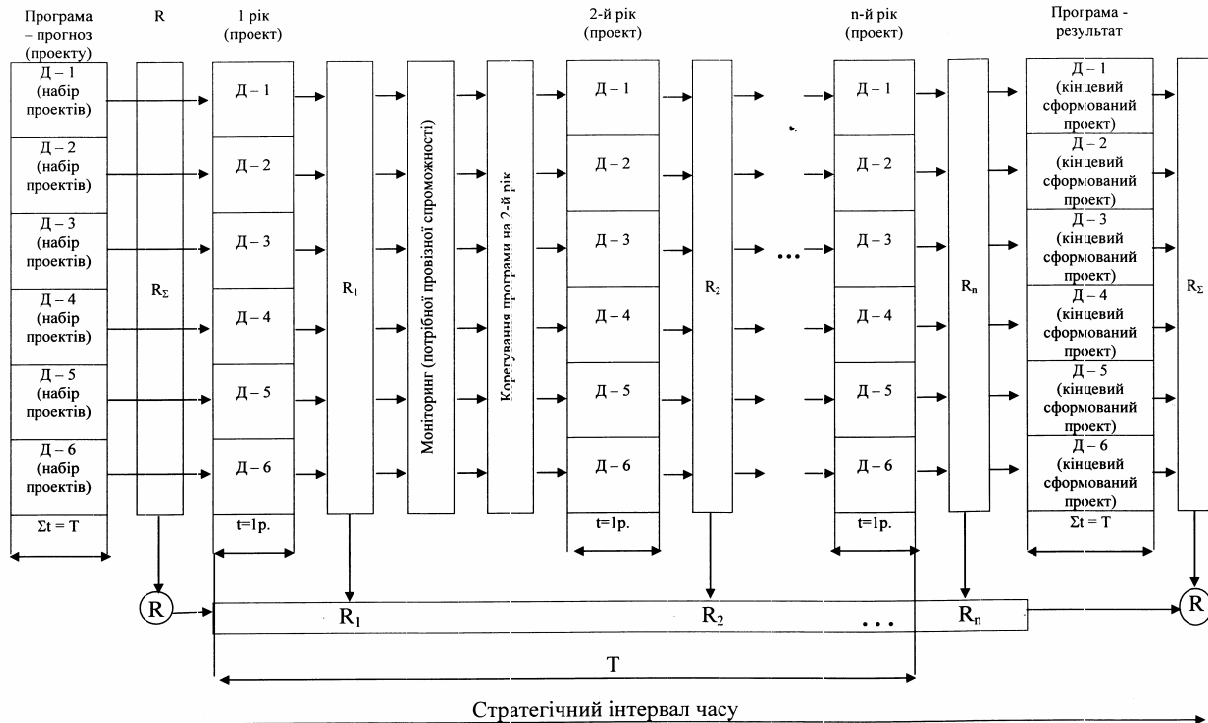 Програма
– прогноз
(проекту)
R
1 рік
(проект)
2-й рік
(проект)
n-й рік
(проект)
Програма -
результат
Д – 1
(набір
проектів)
Д – 2
(набір
проектів)
Д – 3
(набір
проектів)
Д – 4
(набір
проектів)
Д – 5
(набір
проектів)
Д – 6
(набір
проектів)
Σt = T
RΣ
Д – 1
Д – 2
Д – 3
Д – 4
Д – 5
Д – 6
t=1р.
R1
Моніторинг (потрібної провізної спроможності)
Корегування програми на 2-й рік
Д – 1
Д – 2
Д – 3
Д – 4
Д – 5
Д – 6
t=1р.
R2
...
Д – 1
Д – 2
Д – 3
Д – 4
Д – 5
Д – 6
t=1р.
Rn
Д – 1
(кінцевий
сформований
проект)
Д – 2
(кінцевий
сформований
проект)
Д – 3
(кінцевий
сформований
проект)
Д – 4
(кінцевий
сформований
проект)
Д – 5
(кінцевий
сформований
проект)
Д – 6
(кінцевий
сформований
проект)
Σt = T
RΣ
R
R1 R2 ... Rn
R
T
Стратегічний інтервал часу